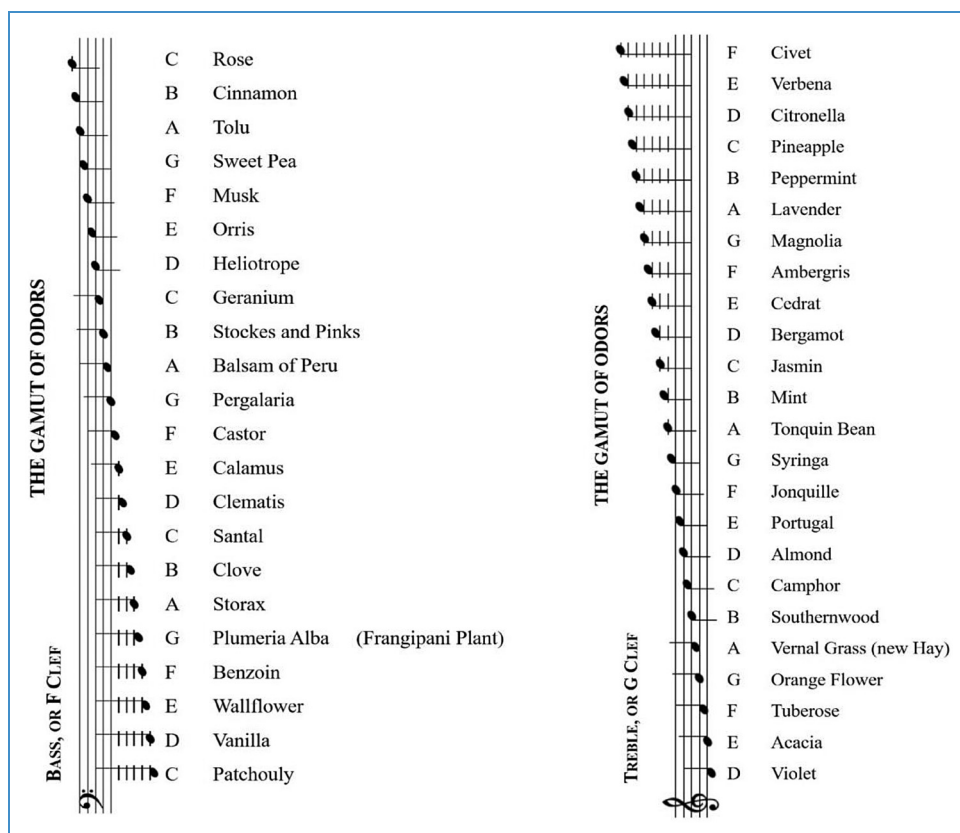 THE GAMUT OF ODORS
BASS, OR F CLEF
C Rose
B Cinnamon
A Tolu
G Sweet Pea
F Musk
E Orris
D Heliotrope
C Geranium
B Stockes and Pinks
A Balsam of Peru
G Pergalaria
F Castor
E Calamus
D Clematis
C Santal
B Clove
A Storax
G Plumeria Alba (Frangipani Plant)
F Benzoin
E Wallflower
D Vanilla
C Patchouly
THE GAMUT OF ODORS
TREBLE, OR G CLEF
F Civet
E Verbena
D Citronella
C Pineapple
B Peppermint
A Lavender
G Magnolia
F Ambergris
E Cedrat
D Bergamot
C Jasmin
B Mint
A Tonquin Bean
G Syringa
F Jonquille
E Portugal
D Almond
C Camphor
B Southernwood
A Vernal Grass (new Hay)
G Orange Flower
F Tuberose
E Acacia
D Violet